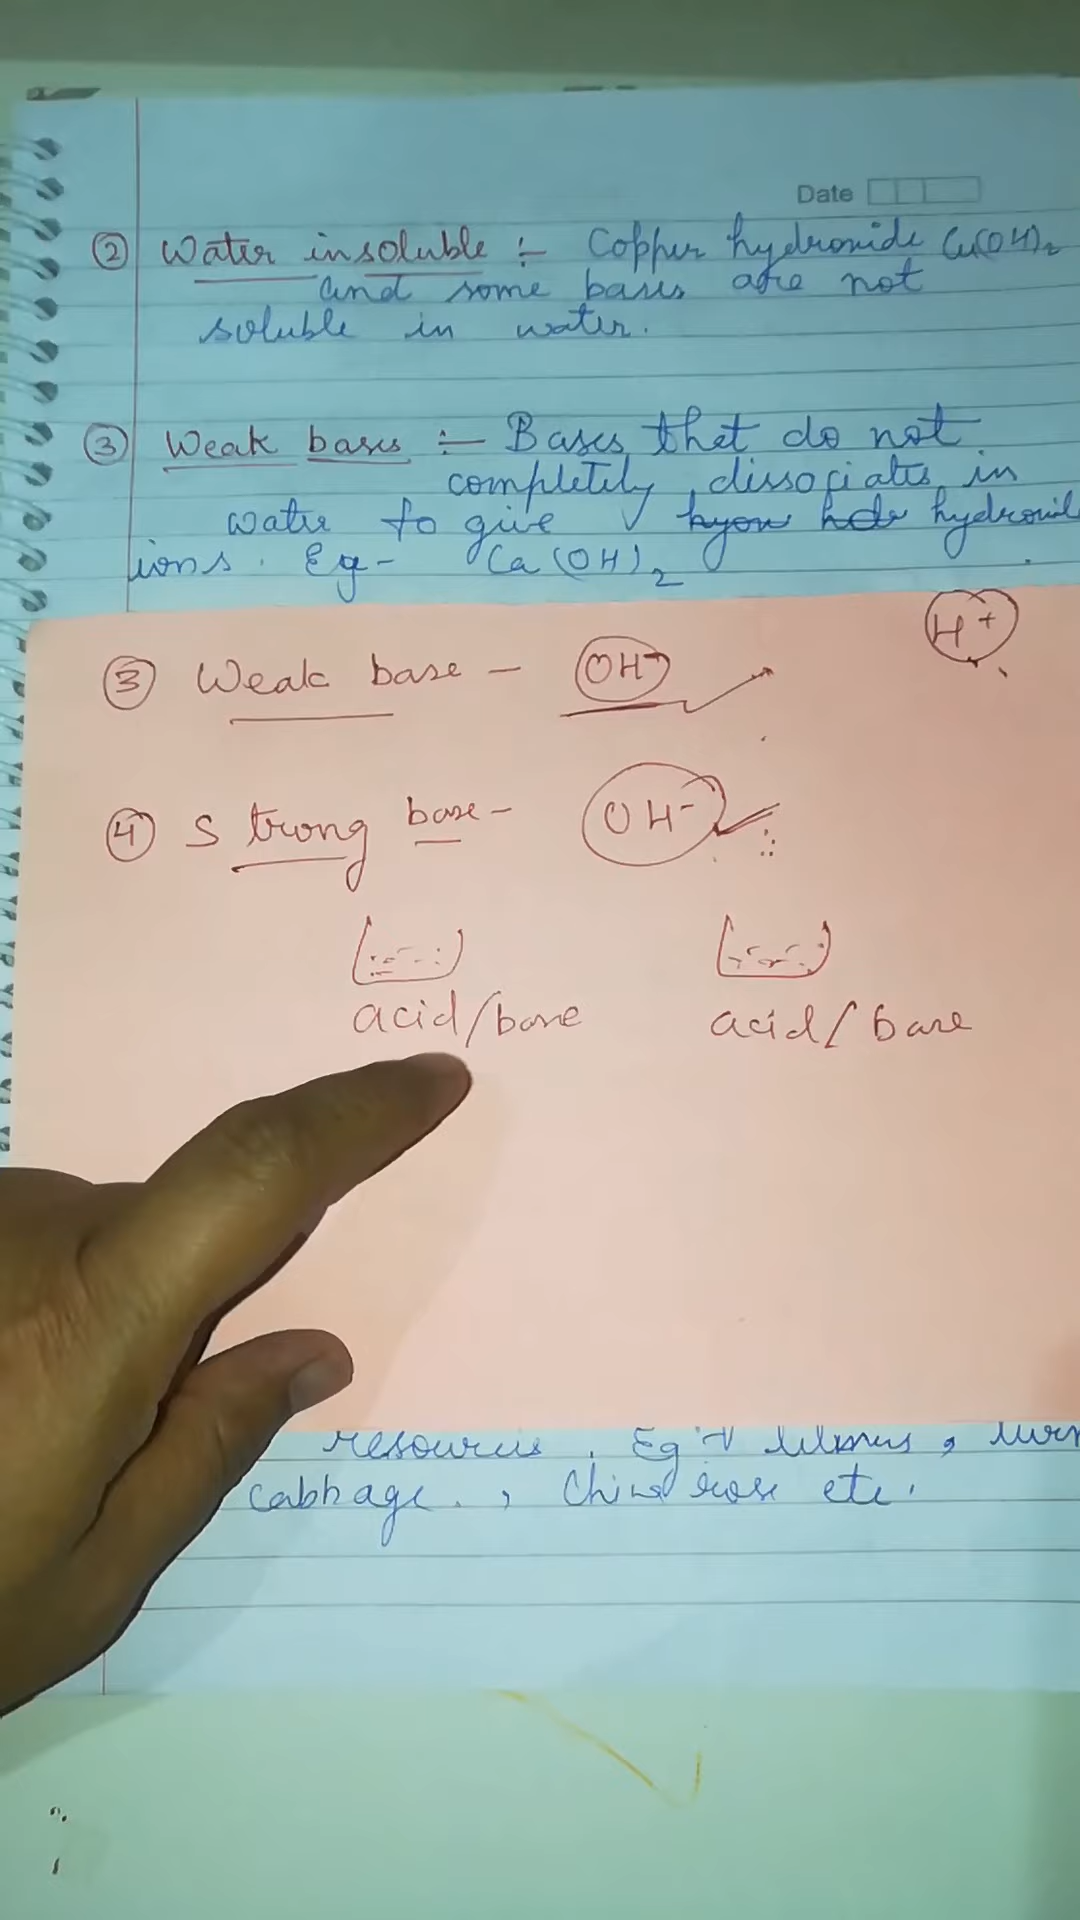 Date
② Water insoluble :- Copper hydroxide Cu(OH)2
and some bases are not
soluble in water.
③ Weak bases :- Bases that do not
completely dissociates in
water to give hydroxide
ions. Eg- Ca(OH)2
H+
③ Weak base - OH-
④ Strong base - OH-
acid/base acid/base
resources. Eg litmus,
cabbage., China rose etc.